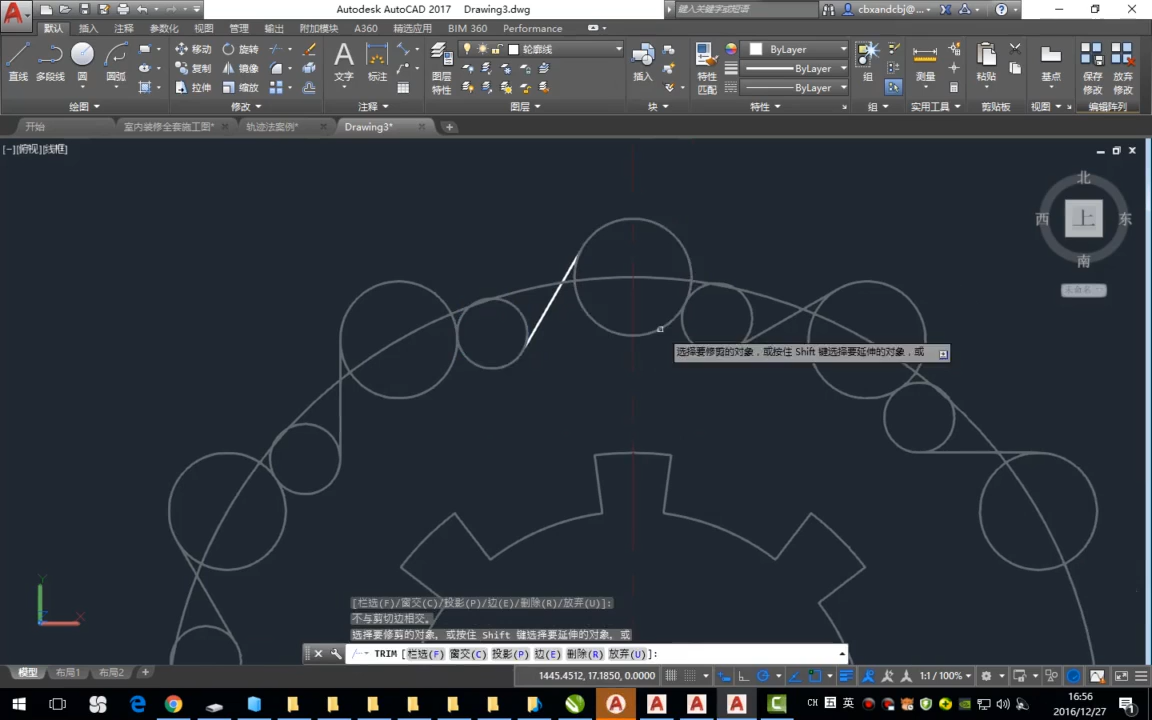 Autodesk AutoCAD 2017 Drawing3.dwg
键入关键字或短语
cbxandcbj@...
默认 插入 注释 参数化 视图 管理 输出 附加模块 A360 精选应用 BIM 360 Performance
直线 多段线 圆 圆弧
移动 旋转
复制 镜像
拉伸 缩放
文字 标注
图层特性
轮廓线
插入
特性匹配
ByLayer
ByLayer
ByLayer
组 测量 粘贴 基点
保存修改 放弃修改
绘图 修改 注释 图层 块 特性 组 实用工具 剪贴板 视图 编辑阵列
开始 室内装修全套施工图* 轨迹法案例* Drawing3*
[−][俯视][线框]
北
西 上 东
南
选择要修剪的对象，或按住 Shift 键选择要延伸的对象，或
[栏选(F)/窗交(C)/投影(P)/边(E)/删除(R)/放弃(U)]:
不与剪切边相交。
选择要修剪的对象，或按住 Shift 键选择要延伸的对象，或
TRIM [栏选(F) 窗交(C) 投影(P) 边(E) 删除(R) 放弃(U)]:
Y
X
模型 布局1 布局2 +
1445.4512, 17.1850, 0.0000
1:1 / 100%
CH 五 英
16:56
2016/12/27